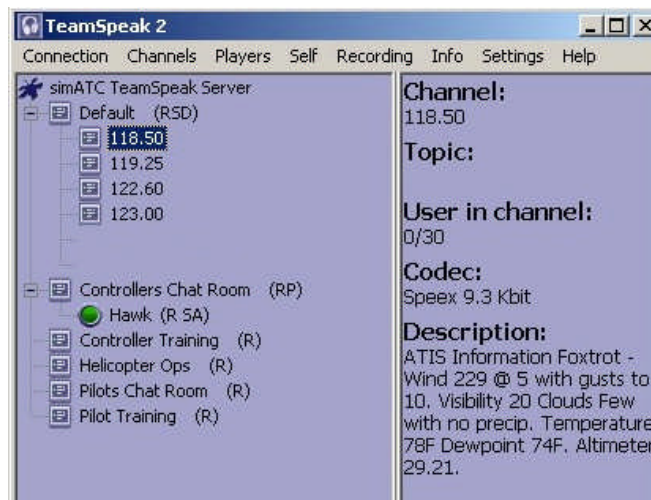 TeamSpeak 2
Connection Channels Players Self Recording Info Settings Help
simATC TeamSpeak Server
Default (RSD)
118.50
119.25
122.60
123.00
Controllers Chat Room (RP)
Hawk (R SA)
Controller Training (R)
Helicopter Ops (R)
Pilots Chat Room (R)
Pilot Training (R)
Channel:
118.50
Topic:
User in channel:
0/30
Codec:
Speex 9.3 Kbit
Description:
ATIS Information Foxtrot -
Wind 229 @ 5 with gusts to
10. Visibility 20 Clouds Few
with no precip. Temperature
78F Dewpoint 74F. Altimeter
29.21.